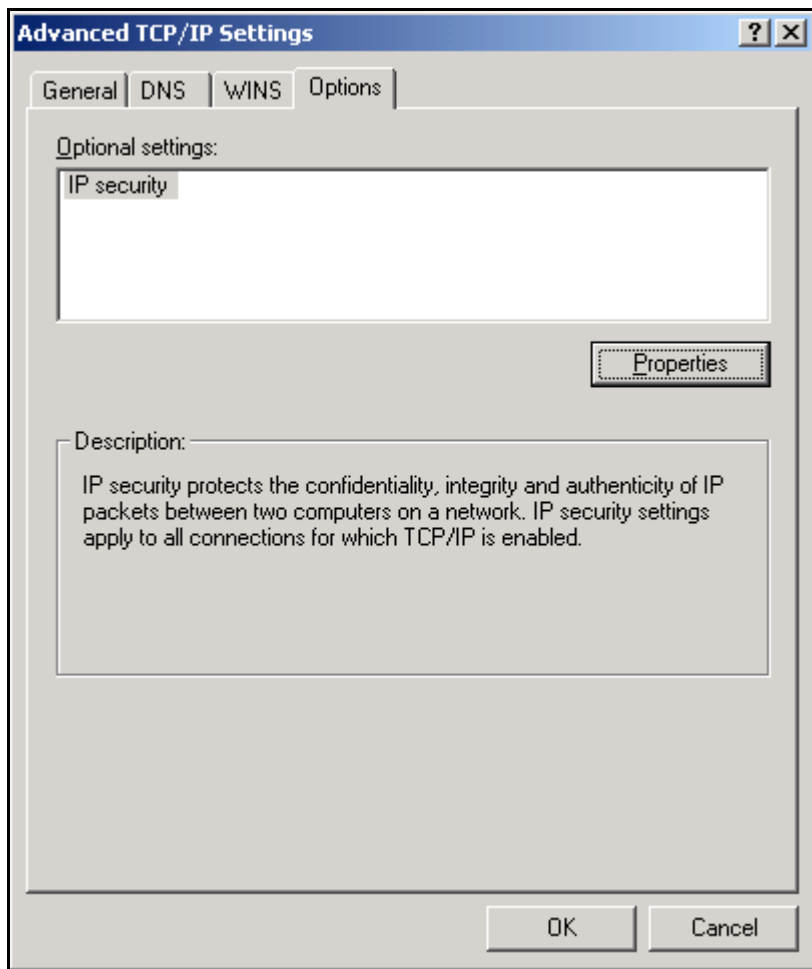 Advanced TCP/IP Settings
General DNS WINS Options
Optional settings:
IP security
Properties
Description:
IP security protects the confidentiality, integrity and authenticity of IP
packets between two computers on a network. IP security settings
apply to all connections for which TCP/IP is enabled.
OK Cancel